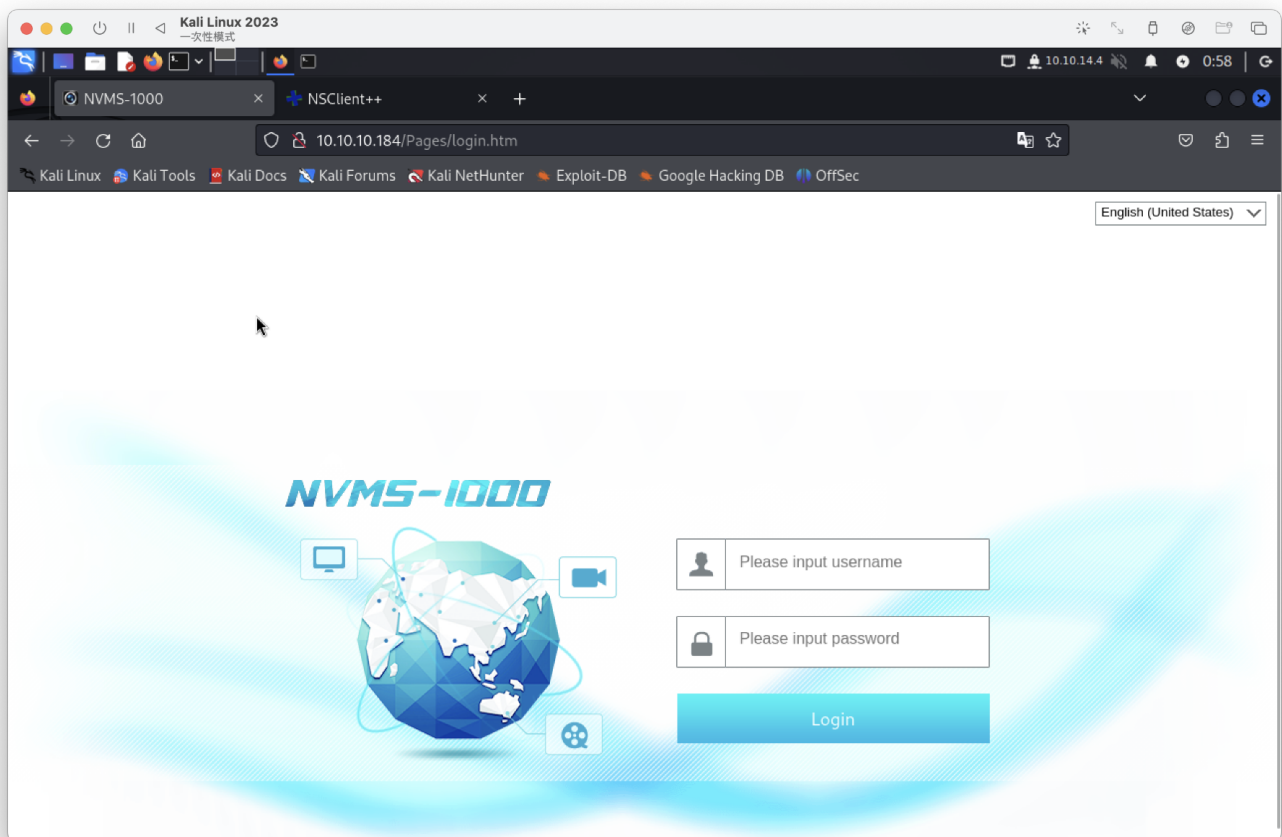 Kali Linux 2023
一次性模式
10.10.14.4
0:58
NVMS-1000
NSClient++
10.10.10.184/Pages/login.htm
Kali Linux
Kali Tools
Kali Docs
Kali Forums
Kali NetHunter
Exploit-DB
Google Hacking DB
OffSec
English (United States)
NVMS-1000
Please input username
Please input password
Login